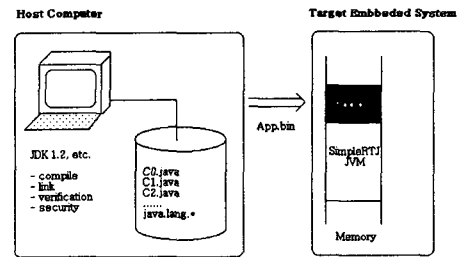 Host Computer
Target Embbeded System
App.bin
JDK 1.2, etc.
- compile
- link
- verification
- security
C0.java
C1.java
C2.java
......
java.lang.*
....
SimpleRTJ
JVM
Memory